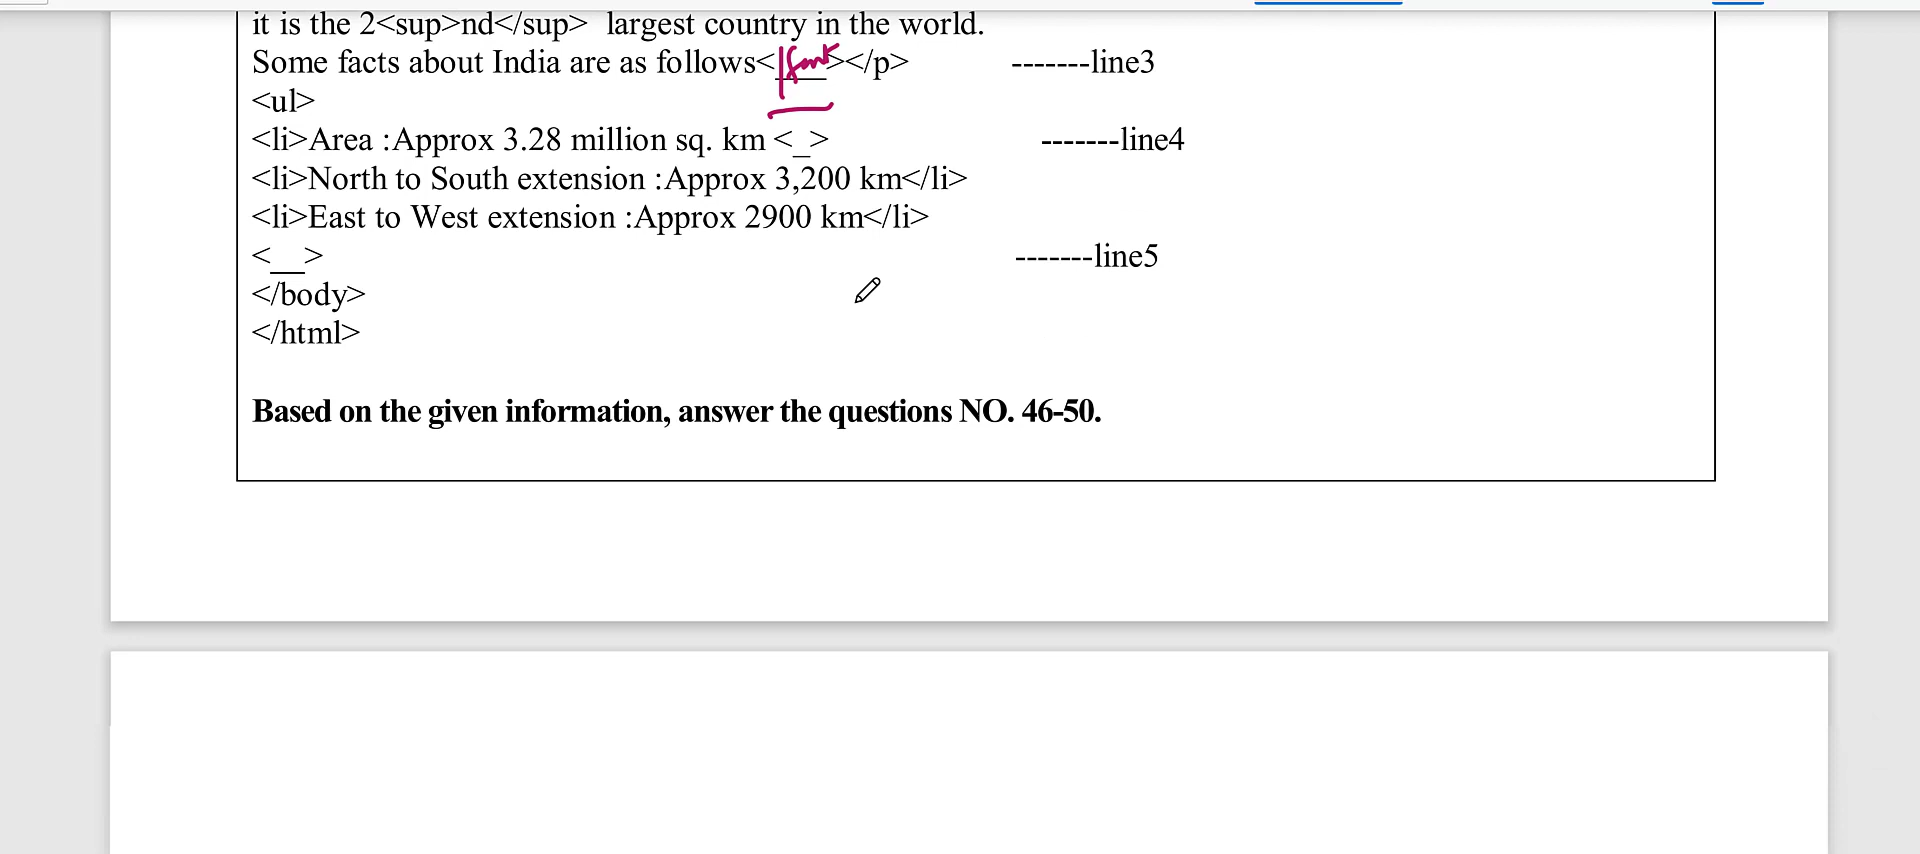 it is the 2<sup>nd</sup> largest country in the world.
Some facts about India are as follows</font></p> -------line3
<ul>
<li>Area :Approx 3.28 million sq. km <_> -------line4
<li>North to South extension :Approx 3,200 km</li>
<li>East to West extension :Approx 2900 km</li>
<__> -------line5
</body>
</html>
Based on the given information, answer the questions NO. 46-50.